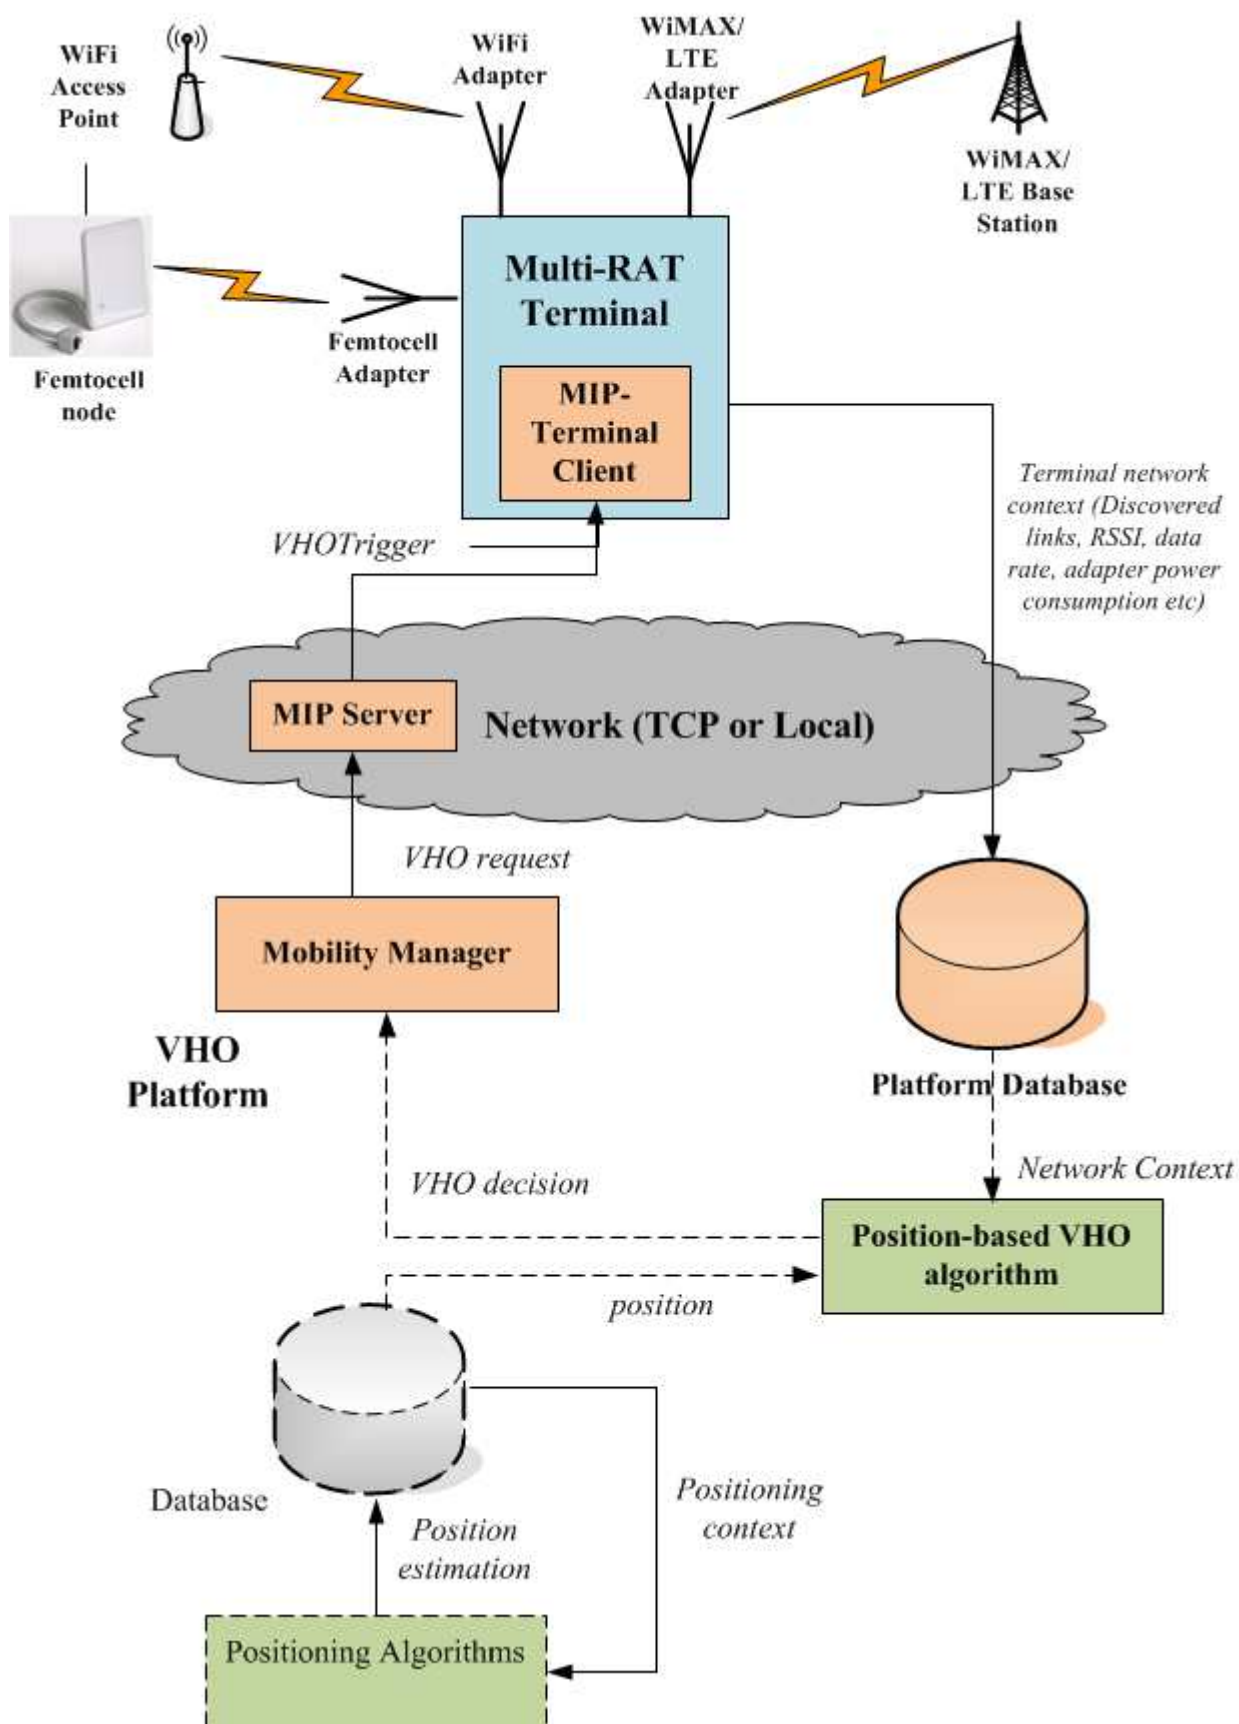 WiFi
Access
Point
WiFi
Adapter
WiMAX/
LTE
Adapter
WiMAX/
LTE Base
Station
Multi-RAT
Terminal
Femtocell
Adapter
Femtocell
node
MIP-
Terminal
Client
Terminal network
context (Discovered
links, RSSI, data
rate, adapter power
consumption etc)
VHOTrigger
MIP Server
Network (TCP or Local)
VHO request
Mobility Manager
VHO
Platform
Platform Database
VHO decision
Network Context
Position-based VHO
algorithm
position
Database
Positioning
context
Position
estimation
Positioning Algorithms